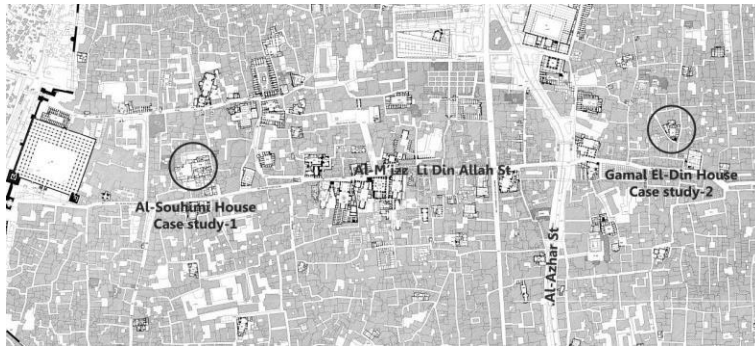 Al-M'izz Li Din Allah St.
Al-Souhimi House
Case study-1
Gamal El-Din House
Case study-2
Al-Azhar St